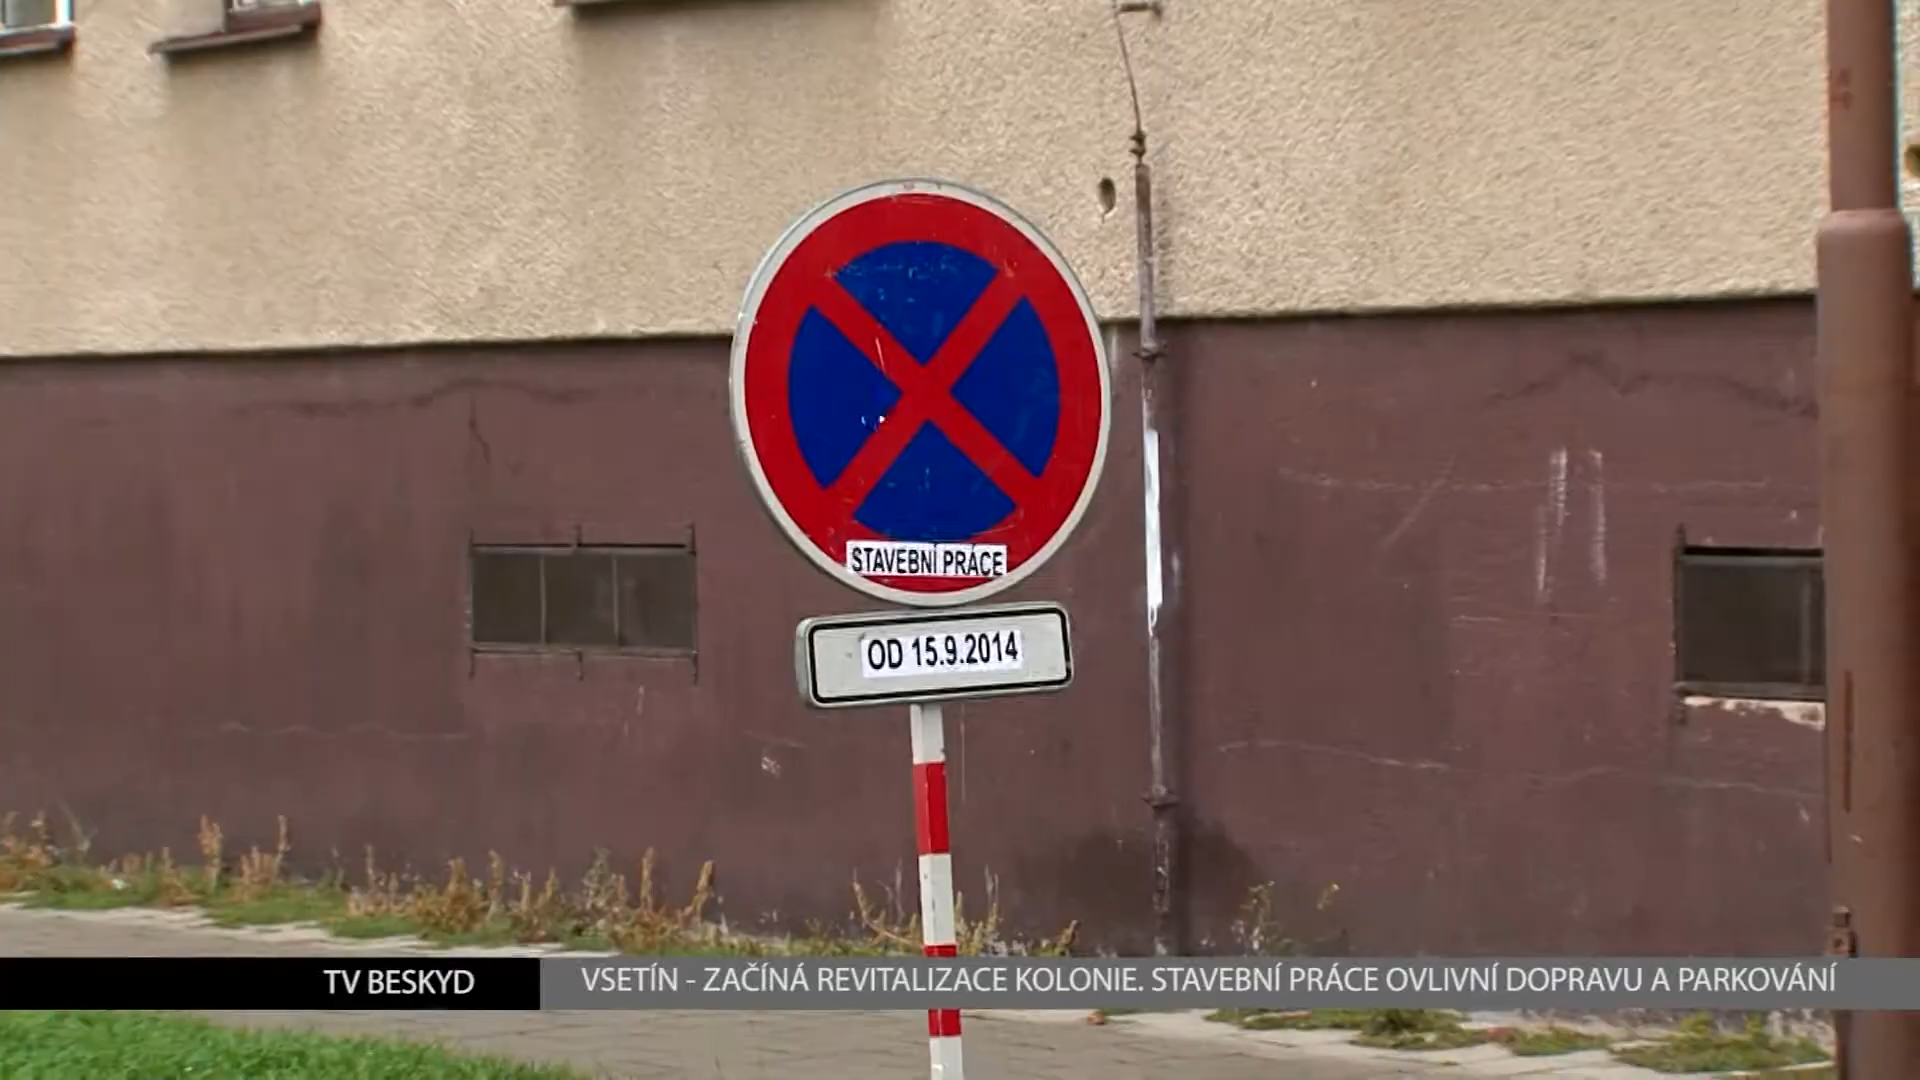 STAVEBNÍ PRÁCE
OD 15.9.2014
TV BESKYD
VSETÍN - ZAČÍNÁ REVITALIZACE KOLONIE. STAVEBNÍ PRÁCE OVLIVNÍ DOPRAVU A PARKOVÁNÍ